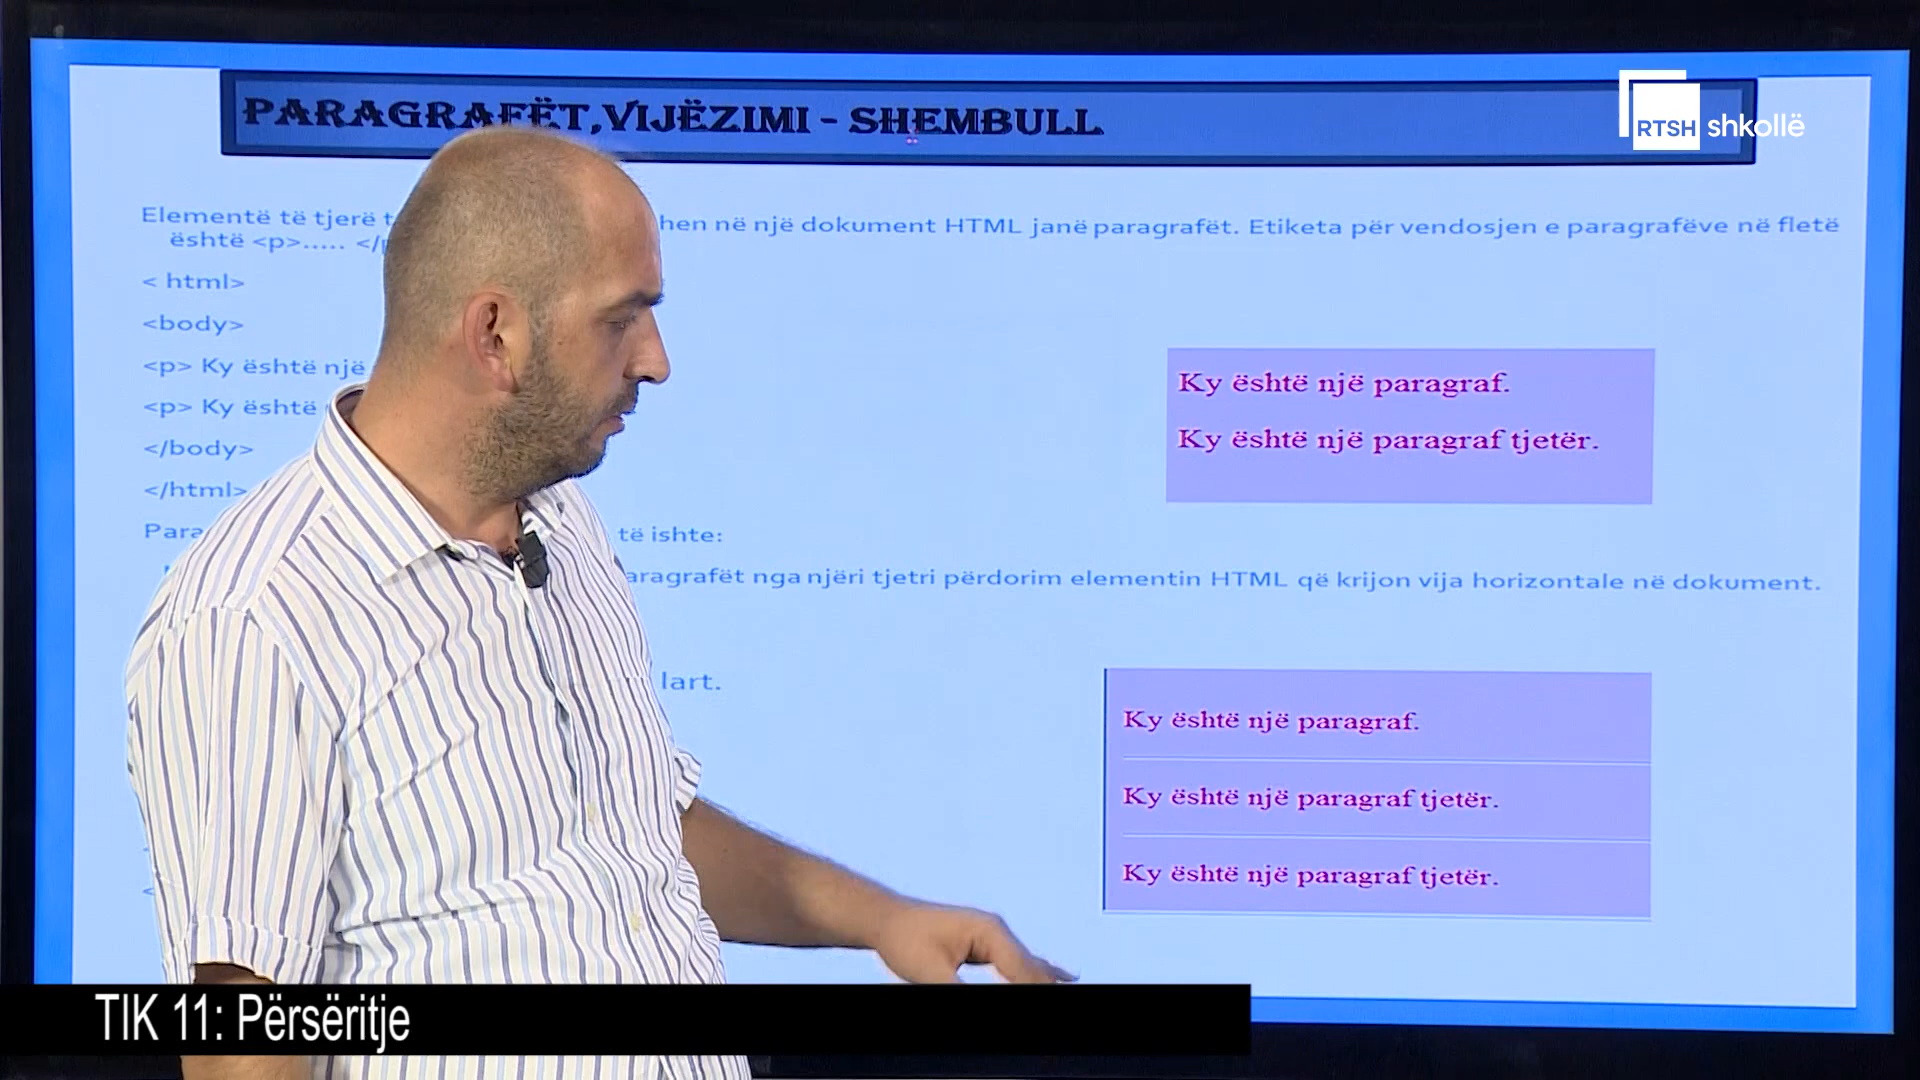 PARAGRAFËT,VIJËZIMI - SHEMBULL
RTSH shkollë
Elementë të tjerë
hen në një dokument HTML janë paragrafët. Etiketa për vendosjen e paragrafëve në fletë
është <p>.....
< html>
<body>
<p> Ky është një
<p> Ky është
</body>
</html>
Ky është një paragraf.
Ky është një paragraf tjetër.
të ishte:
paragrafët nga njëri tjetri përdorim elementin HTML që krijon vija horizontale në dokument.
lart.
Ky është një paragraf.
Ky është një paragraf tjetër.
Ky është një paragraf tjetër.
TIK 11: Përsëritje